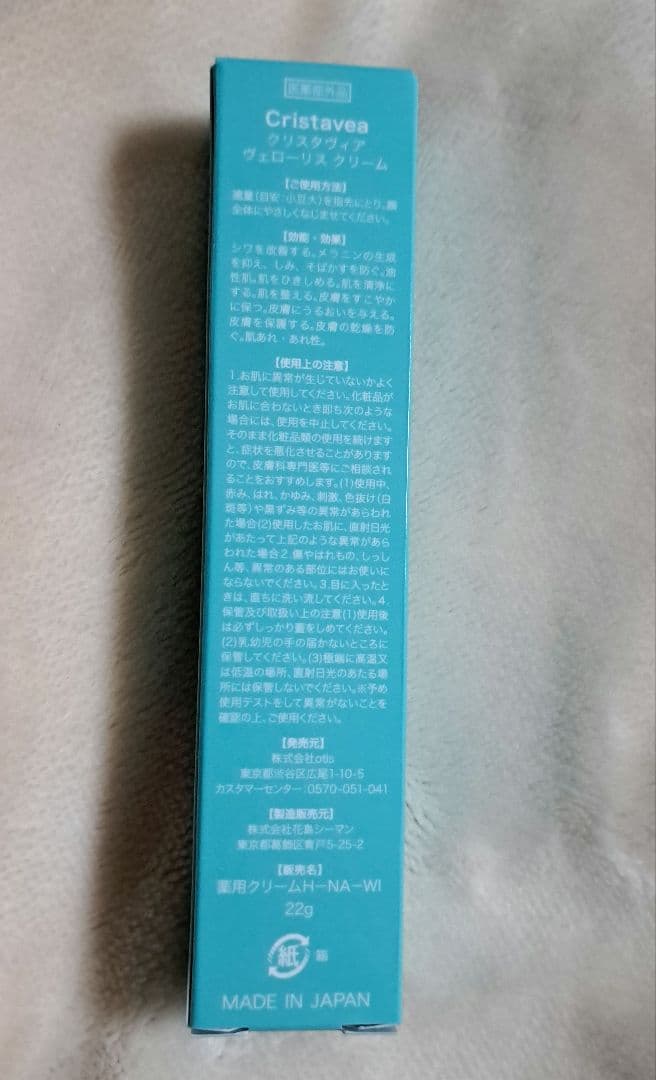 医薬部外品
Cristavea
クリスタヴィア
ヴェローリス クリーム
【ご使用方法】
適量(目安:小豆大)を指先にとり、顔
全体にやさしくなじませてください。
【効能・効果】
シワを改善する。メラニンの生成
を抑え、しみ、そばかすを防ぐ。油
性肌。肌をひきしめる。肌を清浄に
する。肌を整える。皮膚をすこやか
に保つ。皮膚にうるおいを与える。
皮膚を保護する。皮膚の乾燥を防
ぐ。肌あれ・あれ性。
【使用上の注意】
1.お肌に異常が生じていないかよく
注意して使用してください。化粧品が
お肌に合わないとき即ち次のような
場合には、使用を中止してください。
そのまま化粧品類の使用を続けます
と、症状を悪化させることがあります
ので、皮膚科専門医等にご相談され
ることをおすすめします。(1)使用中、
赤み、はれ、かゆみ、刺激、色抜け(白
斑等)や黒ずみ等の異常があらわれ
た場合(2)使用したお肌に、直射日光
があたって上記のような異常があら
われた場合2.傷やはれもの、しっし
ん等、異常のある部位にはお使いに
ならないでください。3.目に入ったと
きは、直ちに洗い流してください。4.
保管及び取扱い上の注意(1)使用後
は必ずしっかり蓋をしめてください。
(2)乳幼児の手の届かないところに
保管してください。(3)極端に高温又
は低温の場所、直射日光のあたる場
所には保管しないでください。※予め
使用テストをして異常がないことを
確認の上、ご使用ください。
【発売元】
株式会社otis
東京都渋谷区広尾1-10-5
カスタマーセンター:0570-051-041
【製造販売元】
株式会社花島シーマン
東京都葛飾区青戸5-25-2
【販売名】
薬用クリームH-NA-WI
22g
紙 箱
MADE IN JAPAN